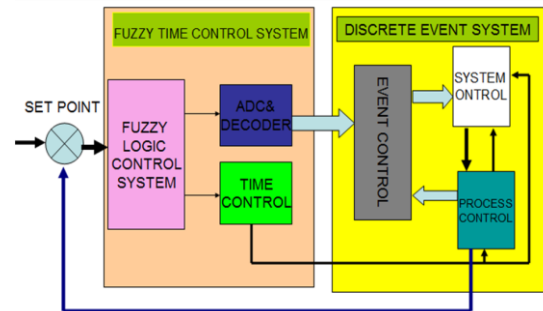 FUZZY TIME CONTROL SYSTEM
DISCRETE EVENT SYSTEM
SET POINT
FUZZY
LOGIC
CONTROL
SYSTEM
ADC&
DECODER
TIME
CONTROL
EVENT CONTROL
SYSTEM
ONTROL
PROCESS
CONTROL